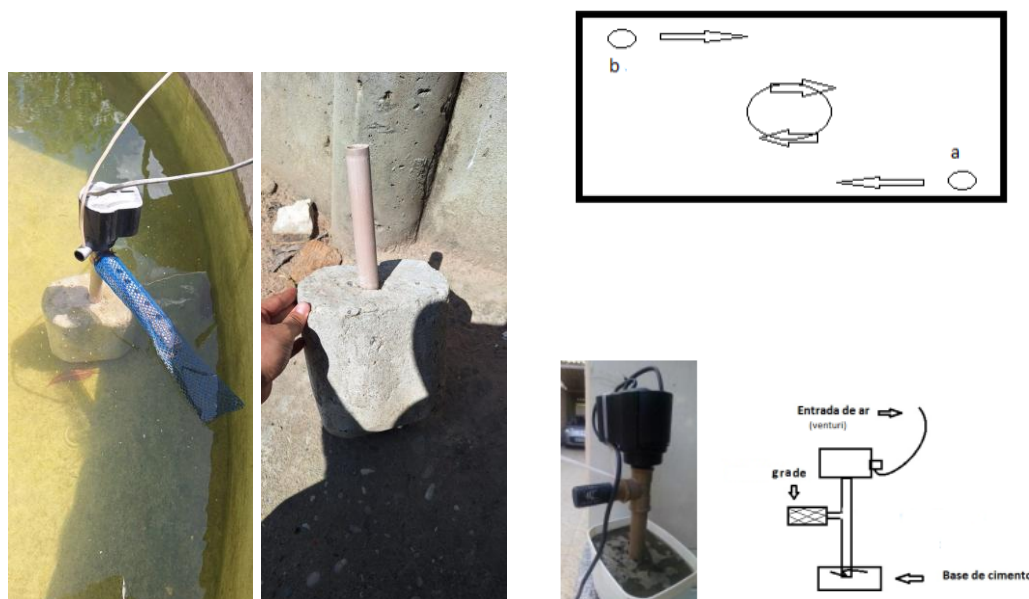 b
a
Entrada de ar
(venturi)
grade
Base de cimento